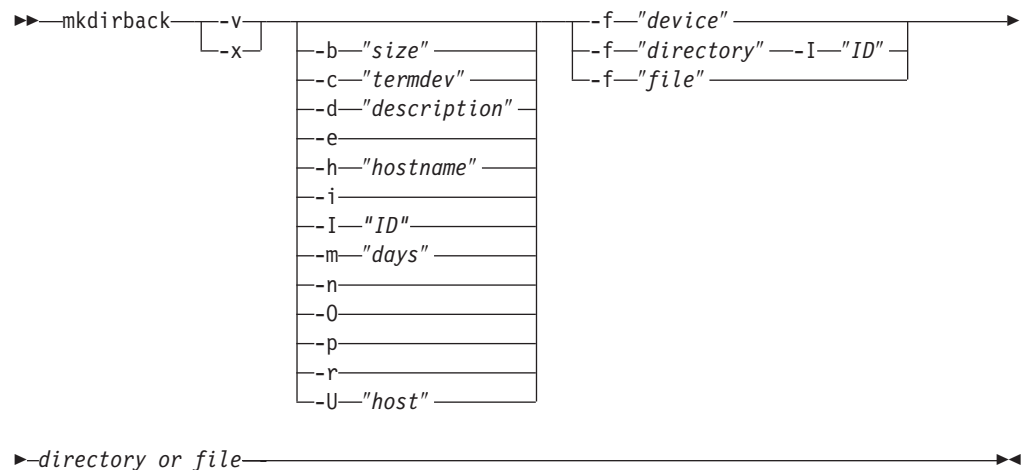 mkdirback -v -f "device"
-x -b "size" -f "directory" -I "ID"
-c "termdev" -f "file"
-d "description"
-e
-h "hostname"
-i
-I "ID"
-m "days"
-n
-O
-p
-r
-U "host"
directory or file